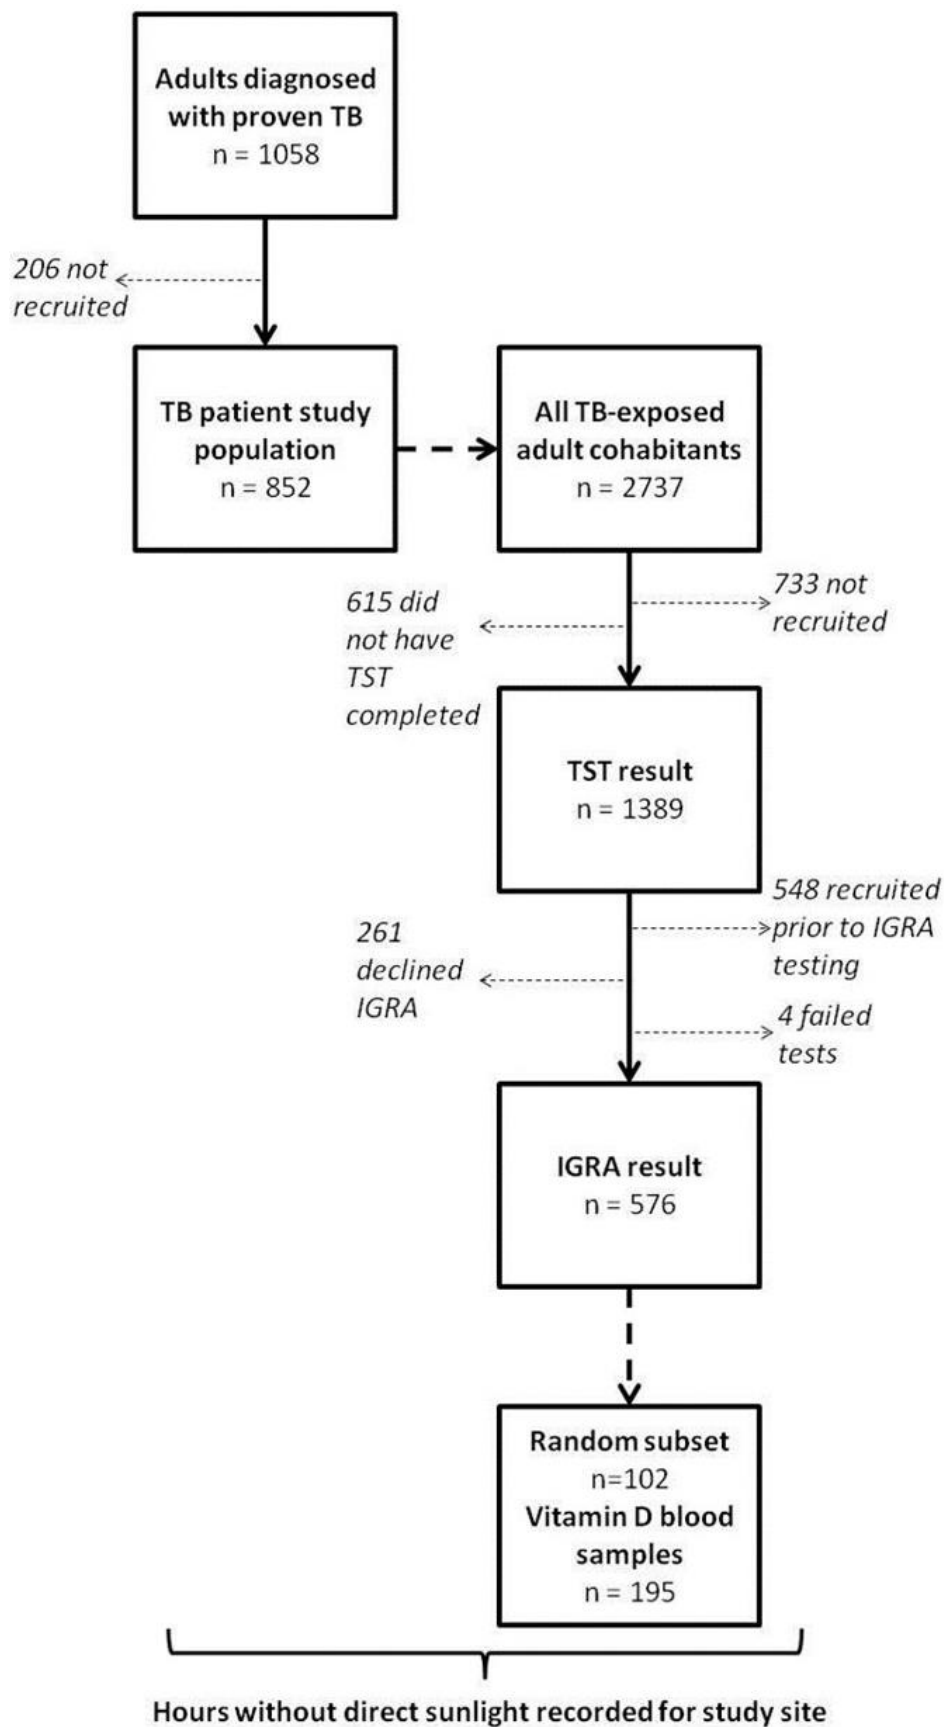 Adults diagnosed
with proven TB
n = 1058
206 not
recruited
TB patient study
population
n = 852
All TB-exposed
adult cohabitants
n = 2737
615 did
not have
TST
completed
733 not
recruited
TST result
n = 1389
261
declined
IGRA
548 recruited
prior to IGRA
testing
4 failed
tests
IGRA result
n = 576
Random subset
n=102
Vitamin D blood
samples
n = 195
Hours without direct sunlight recorded for study site